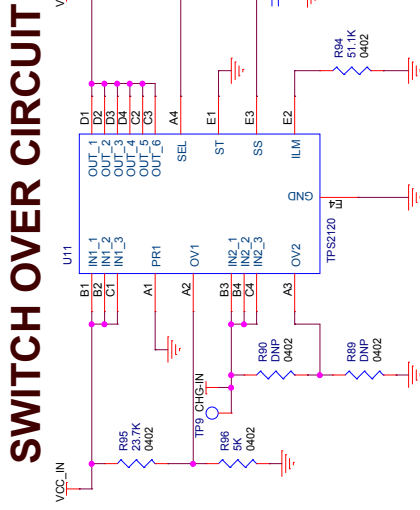 SWITCH OVER CIRCUIT
U11
TPS2120
D1 OUT_1
D2 OUT_2
D3 OUT_3
D4 OUT_4
C2 OUT_5
C3 OUT_6
A4 SEL
E1 ST
E3 SS
E2 ILM
GND E4
B1 IN1_1
B2 IN1_2
C1 IN1_3
A1 PR1
A2 OV1
B3 IN2_1
B4 IN2_2
C4 IN2_3
A3 OV2
R94
51.1K
0402
R90
DNP
0402
R89
DNP
0402
CHG-IN
TP9
R95
23.7K
0402
R96
5K
0402
VCC_IN